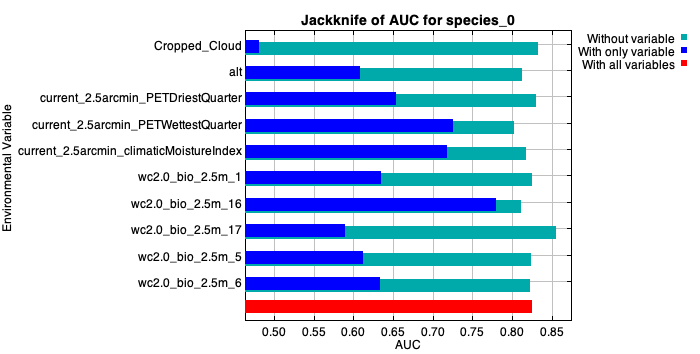 Jackknife of AUC for species_0
Without variable
With only variable
With all variables
Environmental Variable
Cropped_Cloud
alt
current_2.5arcmin_PETDriestQuarter
current_2.5arcmin_PETWettestQuarter
current_2.5arcmin_climaticMoistureIndex
wc2.0_bio_2.5m_1
wc2.0_bio_2.5m_16
wc2.0_bio_2.5m_17
wc2.0_bio_2.5m_5
wc2.0_bio_2.5m_6
0.50 0.55 0.60 0.65 0.70 0.75 0.80 0.85
AUC